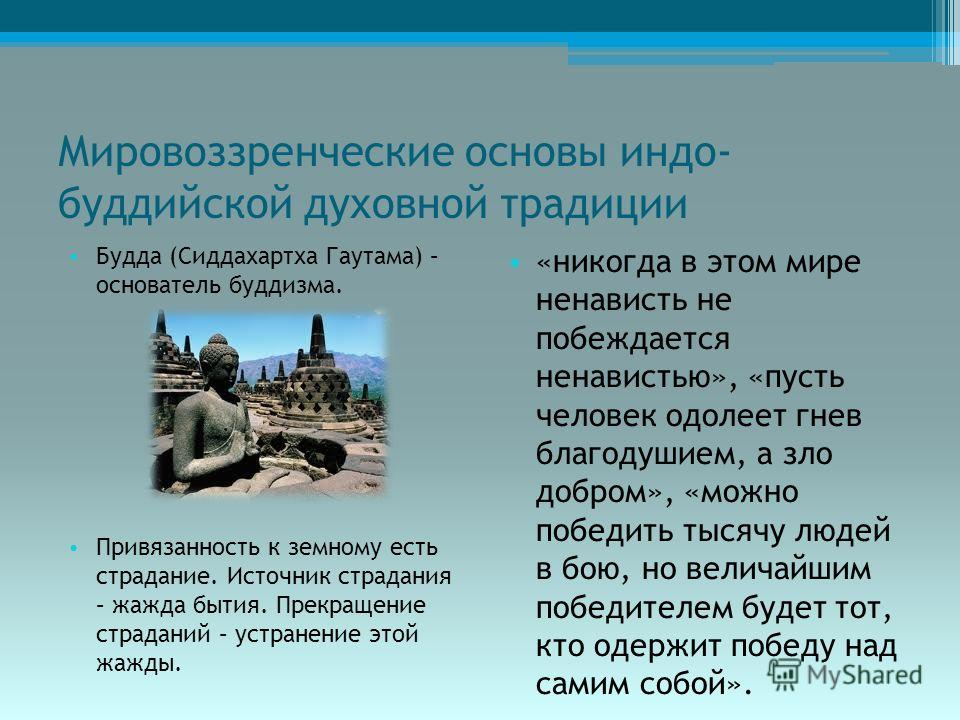 Мировоззренческие основы индо-
буддийской духовной традиции
• Будда (Сиддахартха Гаутама) –
основатель буддизма.
• Привязанность к земному есть
страдание. Источник страдания
– жажда бытия. Прекращение
страданий – устранение этой
жажды.
• «никогда в этом мире
ненависть не
побеждается
ненавистью», «пусть
человек одолеет гнев
благодушием, а зло
добром», «можно
победить тысячу людей
в бою, но величайшим
победителем будет тот,
кто одержит победу над
самим собой».
MyShared